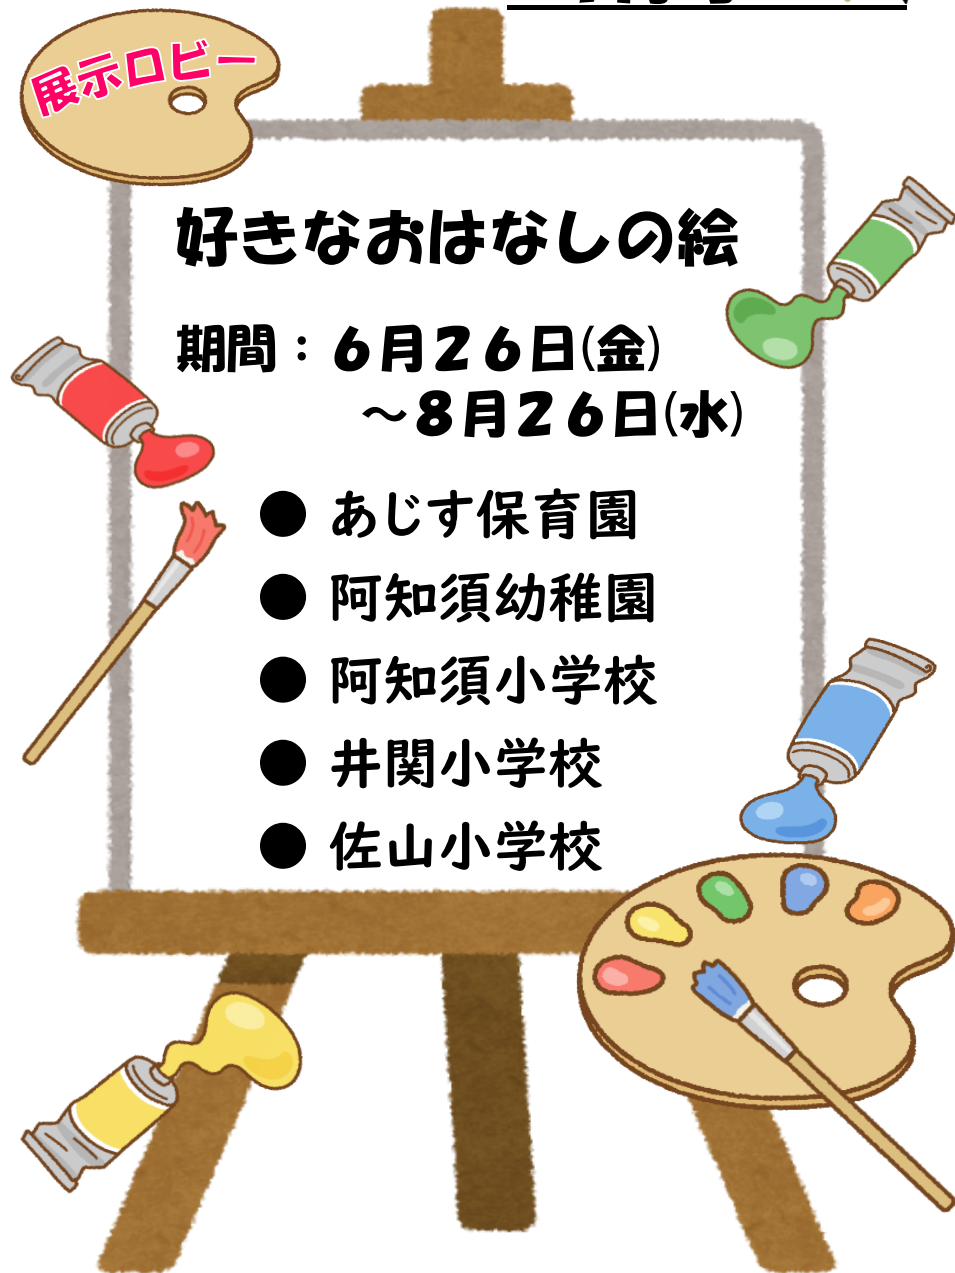 展示ロビー
好きなおはなしの絵
期間：６月２６日(金)
～８月２６日(水)
● あじす保育園
● 阿知須幼稚園
● 阿知須小学校
● 井関小学校
● 佐山小学校